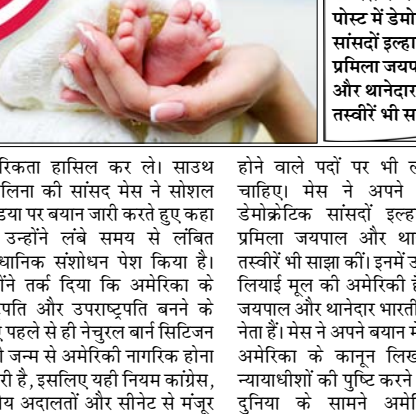 पोस्ट में डेमो
सांसदों इल्हा
प्रमिला जयप
और थानेदार
तस्वीरें भी स
रिकता हासिल कर ले। साउथ
लिना की सांसद मेस ने सोशल
डया पर बयान जारी करते हुए कहा
उन्होंने लंबे समय से लंबित
धानिक संशोधन पेश किया है।
ोंने तर्क दिया कि अमेरिका के
पति और उपराष्ट्रपति बनने के
पहले से ही नेचुरल बार्न सिटिजन
जन्म से अमेरिकी नागरिक होना
री है, इसलिए यही नियम कांग्रेस,
य अदालतों और सीनेट से मंजूर
होने वाले पदों पर भी ल
चाहिए। मेस ने अपने
डेमोक्रेटिक सांसदों इल्ह
प्रमिला जयपाल और था
तस्वीरें भी साझा कीं। इनमें उ
लियाई मूल की अमेरिकी है
जयपाल और थानेदार भारती
नेता हैं। मेस ने अपने बयान में
अमेरिका के कानून लिख
न्यायाधीशों की पुष्टि करने
दुनिया के सामने अमे